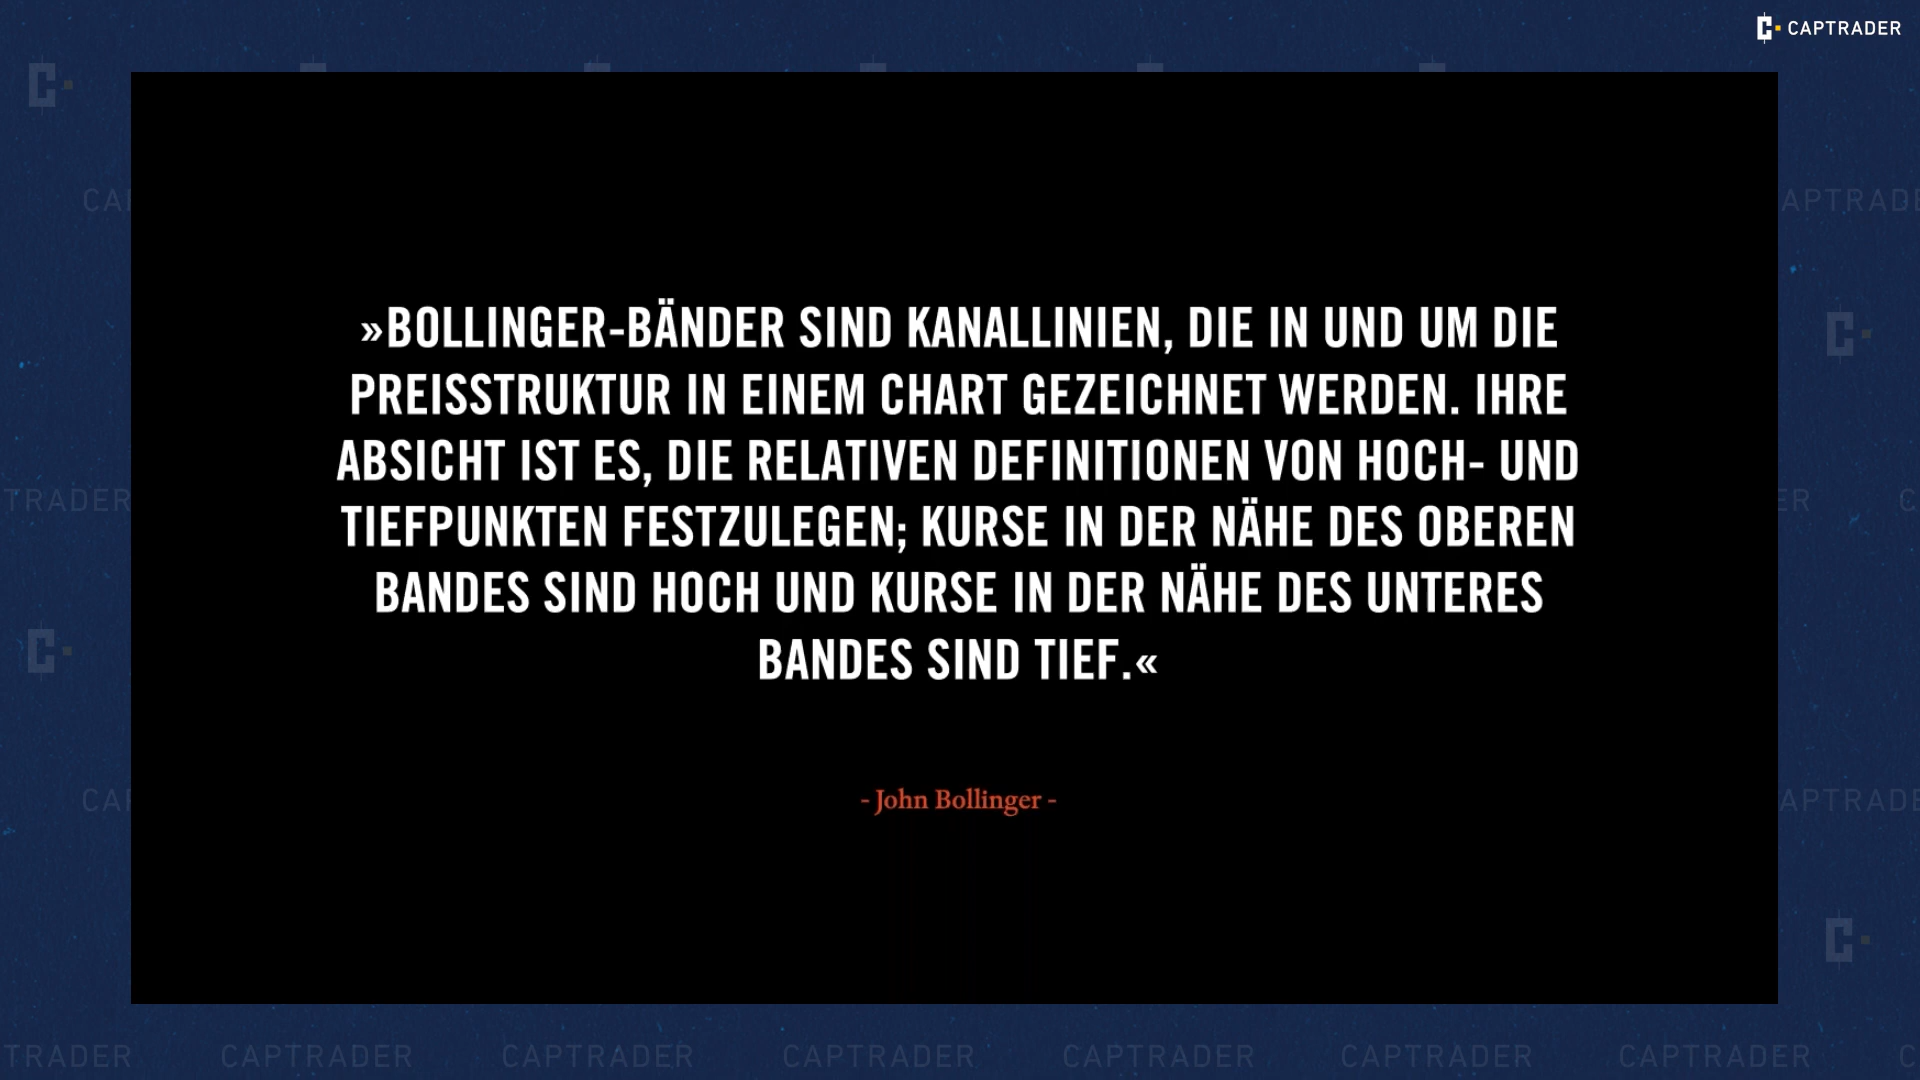 CAPTRADER
»BOLLINGER-BÄNDER SIND KANALLINIEN, DIE IN UND UM DIE
PREISSTRUKTUR IN EINEM CHART GEZEICHNET WERDEN. IHRE
ABSICHT IST ES, DIE RELATIVEN DEFINITIONEN VON HOCH- UND
TIEFPUNKTEN FESTZULEGEN; KURSE IN DER NÄHE DES OBEREN
BANDES SIND HOCH UND KURSE IN DER NÄHE DES UNTERES
BANDES SIND TIEF.«
- John Bollinger -
CAPTRADER CAPTRADER CAPTRADER CAPTRADER CAPTRADER CAPTRADER